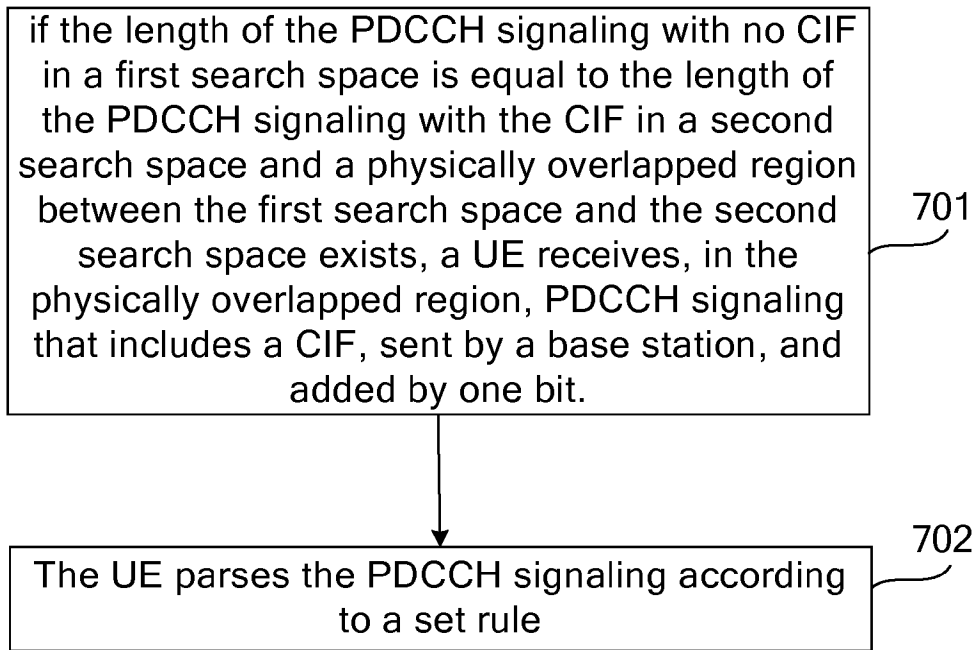 if the length of the PDCCH signaling with no CIF
in a first search space is equal to the length of
the PDCCH signaling with the CIF in a second
search space and a physically overlapped region
between the first search space and the second
search space exists, a UE receives, in the
physically overlapped region, PDCCH signaling
that includes a CIF, sent by a base station, and
added by one bit.
701
The UE parses the PDCCH signaling according
to a set rule
702